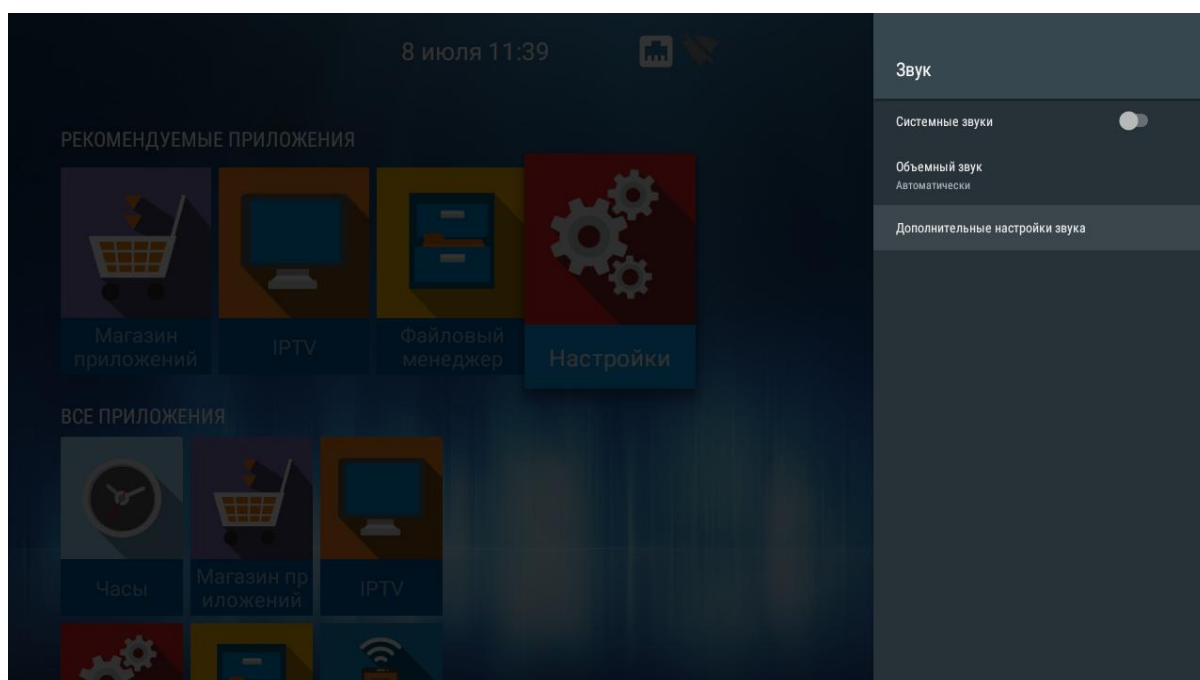 8 июля 11:39
РЕКОМЕНДУЕМЫЕ ПРИЛОЖЕНИЯ
Магазин
приложений
IPTV
Файловый
менеджер
Настройки
ВСЕ ПРИЛОЖЕНИЯ
Часы
Магазин пр
иложений
IPTV
Звук
Системные звуки
Объемный звук
Автоматически
Дополнительные настройки звука